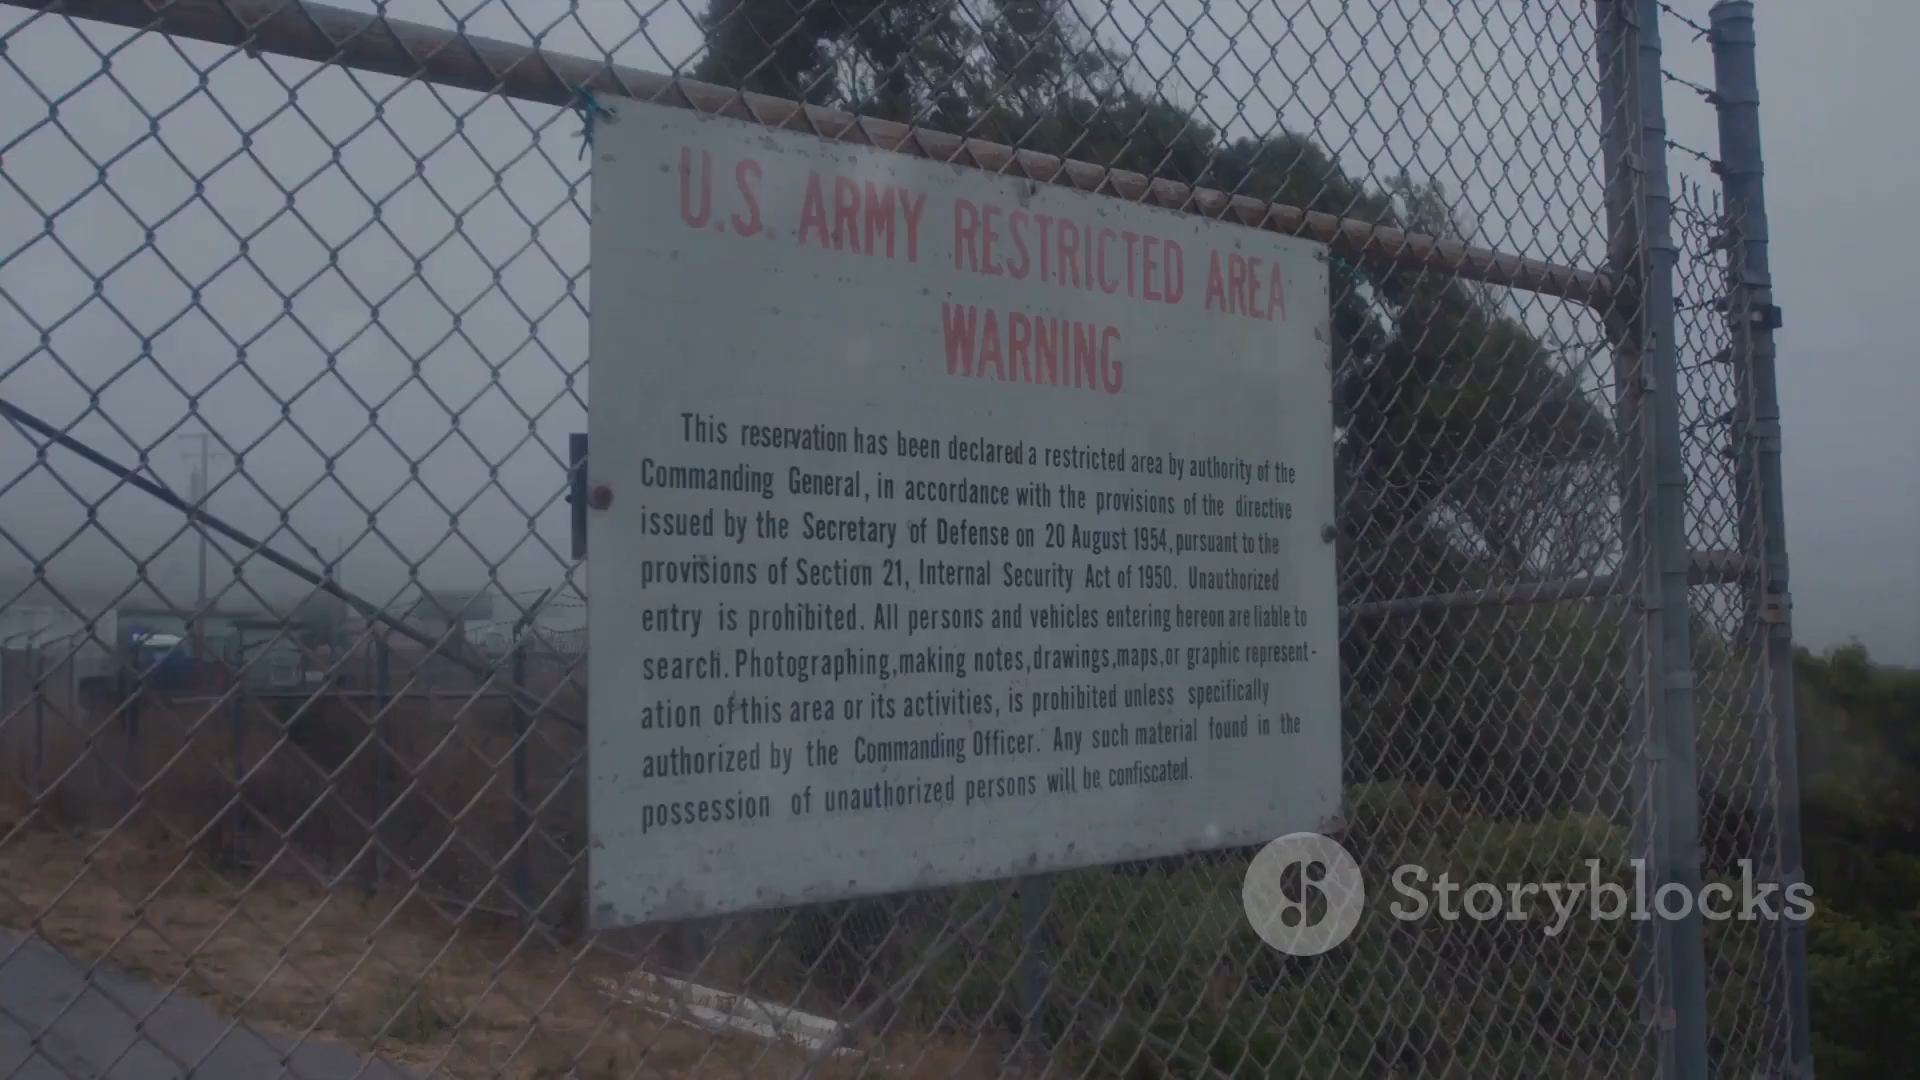 U.S. ARMY RESTRICTED AREA
WARNING
This reservation has been declared a restricted area by authority of the
Commanding General, in accordance with the provisions of the directive
issued by the Secretary of Defense on 20 August 1954, pursuant to the
provisions of Section 21, Internal Security Act of 1950. Unauthorized
entry is prohibited. All persons and vehicles entering hereon are liable to
search. Photographing, making notes, drawings, maps, or graphic represent-
ation of this area or its activities, is prohibited unless specifically
authorized by the Commanding Officer. Any such material found in the
possession of unauthorized persons will be confiscated.
Storyblocks